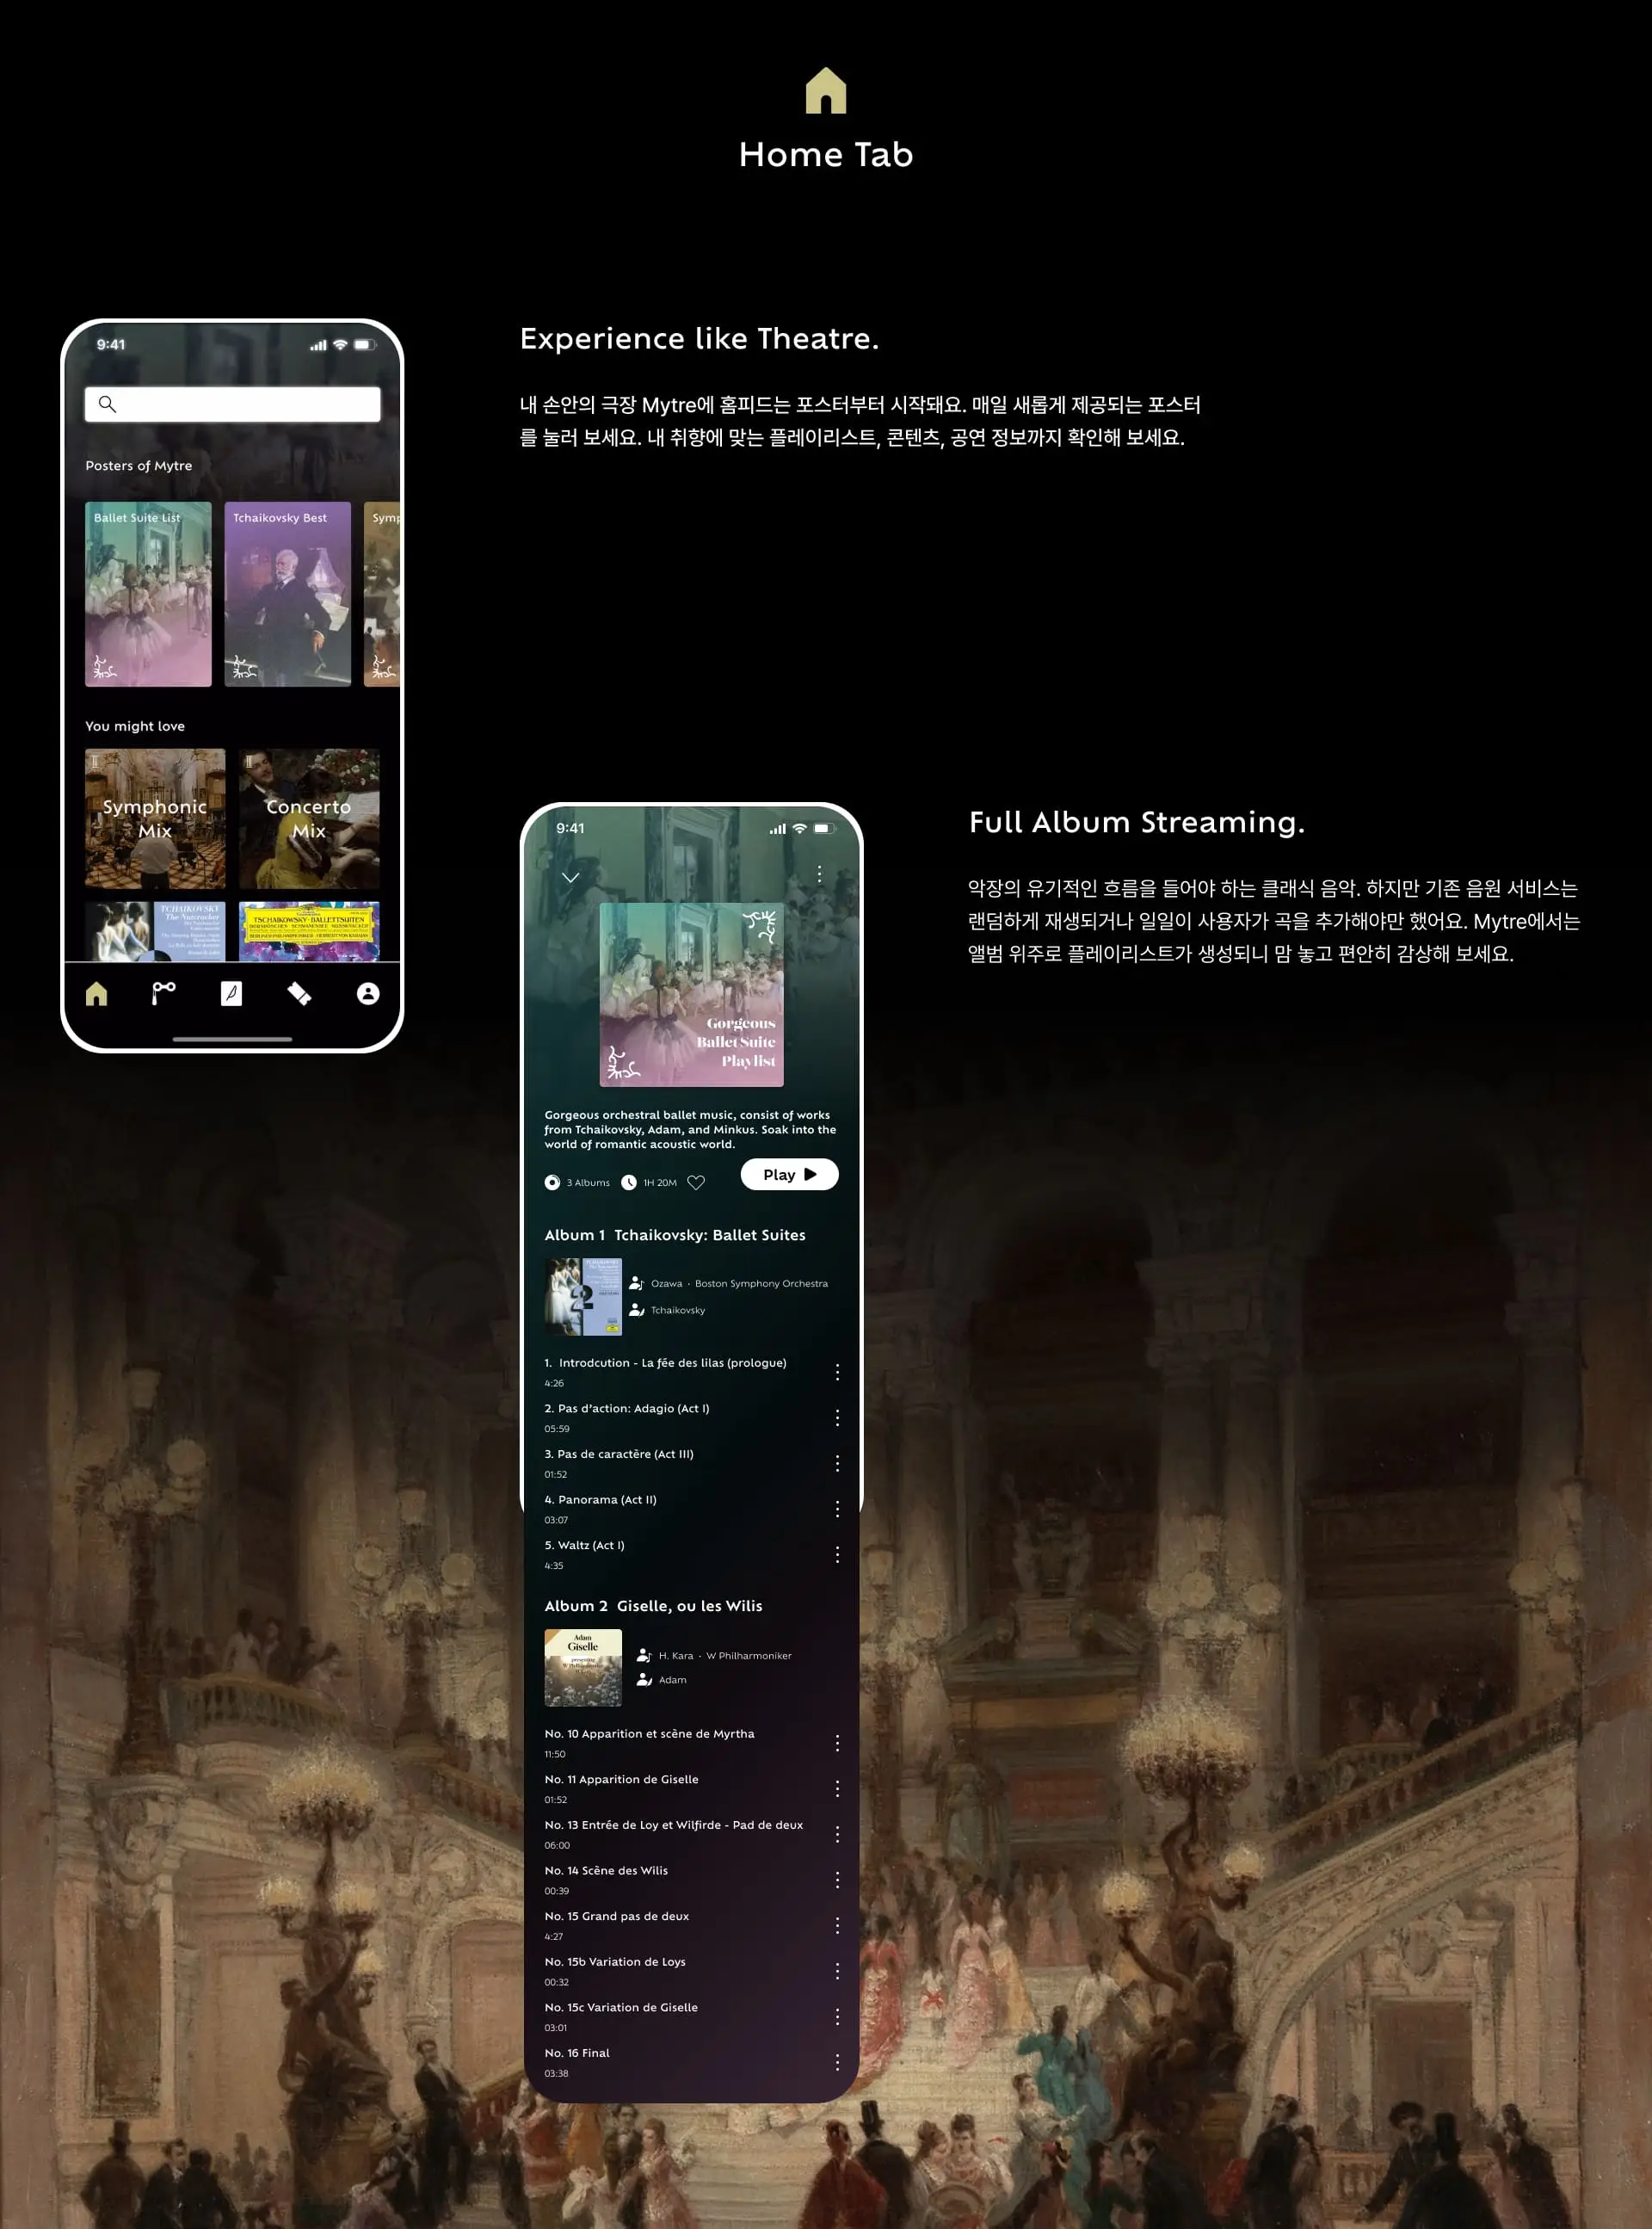 Home Tab
9:41
Posters of Mytre
Ballet Suite List
Tchaikovsky Best
Symp
You might love
Symphonic
Mix
Concerto
Mix
TCHAIKOVSKY
The Nutcracker
TSCHAIKOWSKY · BALLETTSUITEN
Experience like Theatre.
내 손안의 극장 Mytre에 홈피드는 포스터부터 시작돼요. 매일 새롭게 제공되는 포스터
를 눌러 보세요. 내 취향에 맞는 플레이리스트, 콘텐츠, 공연 정보까지 확인해 보세요.
9:41
Gorgeous
Ballet Suite
Playlist
Gorgeous orchestral ballet music, consist of works
from Tchaikovsky, Adam, and Minkus. Soak into the
world of romantic acoustic world.
3 Albums
1H 20M
Play
Album 1 Tchaikovsky: Ballet Suites
2
Ozawa · Boston Symphony Orchestra
Tchaikovsky
1. Introdcution - La fée des lilas (prologue)
4:26
2. Pas d’action: Adagio (Act I)
05:59
3. Pas de caractère (Act III)
01:52
4. Panorama (Act II)
03:07
5. Waltz (Act I)
4:35
Album 2 Giselle, ou les Wilis
Adam
Giselle
presenting
W Philharmoniker
H. Kara · W Philharmoniker
Adam
No. 10 Apparition et scène de Myrtha
11:50
No. 11 Apparition de Giselle
01:52
No. 13 Entrée de Loy et Wilfirde - Pad de deux
06:00
No. 14 Scène des Wilis
00:39
No. 15 Grand pas de deux
4:27
No. 15b Variation de Loys
00:32
No. 15c Variation de Giselle
03:01
No. 16 Final
03:38
Full Album Streaming.
악장의 유기적인 흐름을 들어야 하는 클래식 음악. 하지만 기존 음원 서비스는
랜덤하게 재생되거나 일일이 사용자가 곡을 추가해야만 했어요. Mytre에서는
앨범 위주로 플레이리스트가 생성되니 맘 놓고 편안히 감상해 보세요.